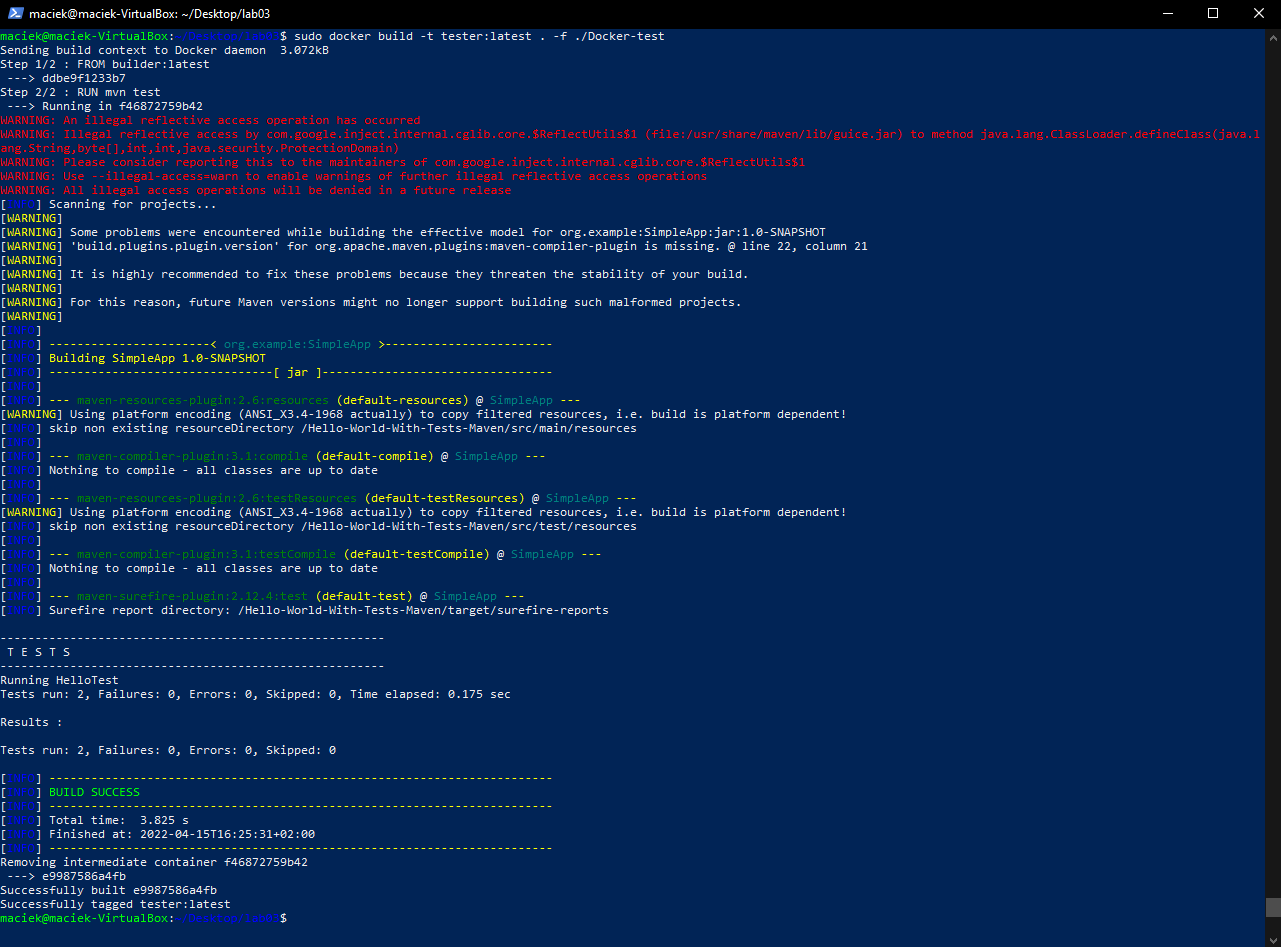 maciek@maciek-VirtualBox: ~/Desktop/lab03
maciek@maciek-VirtualBox:~/Desktop/lab03$ sudo docker build -t tester:latest . -f ./Docker-test
Sending build context to Docker daemon  3.072kB
Step 1/2 : FROM builder:latest
 ---> ddbe9f1233b7
Step 2/2 : RUN mvn test
 ---> Running in f46872759b42
WARNING: An illegal reflective access operation has occurred
WARNING: Illegal reflective access by com.google.inject.internal.cglib.core.$ReflectUtils$1 (file:/usr/share/maven/lib/guice.jar) to method java.lang.ClassLoader.defineClass(java.l
ang.String,byte[],int,int,java.security.ProtectionDomain)
WARNING: Please consider reporting this to the maintainers of com.google.inject.internal.cglib.core.$ReflectUtils$1
WARNING: Use --illegal-access=warn to enable warnings of further illegal reflective access operations
WARNING: All illegal access operations will be denied in a future release
[INFO] Scanning for projects...
[WARNING]
[WARNING] Some problems were encountered while building the effective model for org.example:SimpleApp:jar:1.0-SNAPSHOT
[WARNING] 'build.plugins.plugin.version' for org.apache.maven.plugins:maven-compiler-plugin is missing. @ line 22, column 21
[WARNING]
[WARNING] It is highly recommended to fix these problems because they threaten the stability of your build.
[WARNING]
[WARNING] For this reason, future Maven versions might no longer support building such malformed projects.
[WARNING]
[INFO]
[INFO] -----------------------< org.example:SimpleApp >------------------------
[INFO] Building SimpleApp 1.0-SNAPSHOT
[INFO] --------------------------------[ jar ]---------------------------------
[INFO]
[INFO] --- maven-resources-plugin:2.6:resources (default-resources) @ SimpleApp ---
[WARNING] Using platform encoding (ANSI_X3.4-1968 actually) to copy filtered resources, i.e. build is platform dependent!
[INFO] skip non existing resourceDirectory /Hello-World-With-Tests-Maven/src/main/resources
[INFO]
[INFO] --- maven-compiler-plugin:3.1:compile (default-compile) @ SimpleApp ---
[INFO] Nothing to compile - all classes are up to date
[INFO]
[INFO] --- maven-resources-plugin:2.6:testResources (default-testResources) @ SimpleApp ---
[WARNING] Using platform encoding (ANSI_X3.4-1968 actually) to copy filtered resources, i.e. build is platform dependent!
[INFO] skip non existing resourceDirectory /Hello-World-With-Tests-Maven/src/test/resources
[INFO]
[INFO] --- maven-compiler-plugin:3.1:testCompile (default-testCompile) @ SimpleApp ---
[INFO] Nothing to compile - all classes are up to date
[INFO]
[INFO] --- maven-surefire-plugin:2.12.4:test (default-test) @ SimpleApp ---
[INFO] Surefire report directory: /Hello-World-With-Tests-Maven/target/surefire-reports
-------------------------------------------------------
 T E S T S
-------------------------------------------------------
Running HelloTest
Tests run: 2, Failures: 0, Errors: 0, Skipped: 0, Time elapsed: 0.175 sec
Results :
Tests run: 2, Failures: 0, Errors: 0, Skipped: 0
[INFO] ------------------------------------------------------------------------
[INFO] BUILD SUCCESS
[INFO] ------------------------------------------------------------------------
[INFO] Total time:  3.825 s
[INFO] Finished at: 2022-04-15T16:25:31+02:00
[INFO] ------------------------------------------------------------------------
Removing intermediate container f46872759b42
 ---> e9987586a4fb
Successfully built e9987586a4fb
Successfully tagged tester:latest
maciek@maciek-VirtualBox:~/Desktop/lab03$